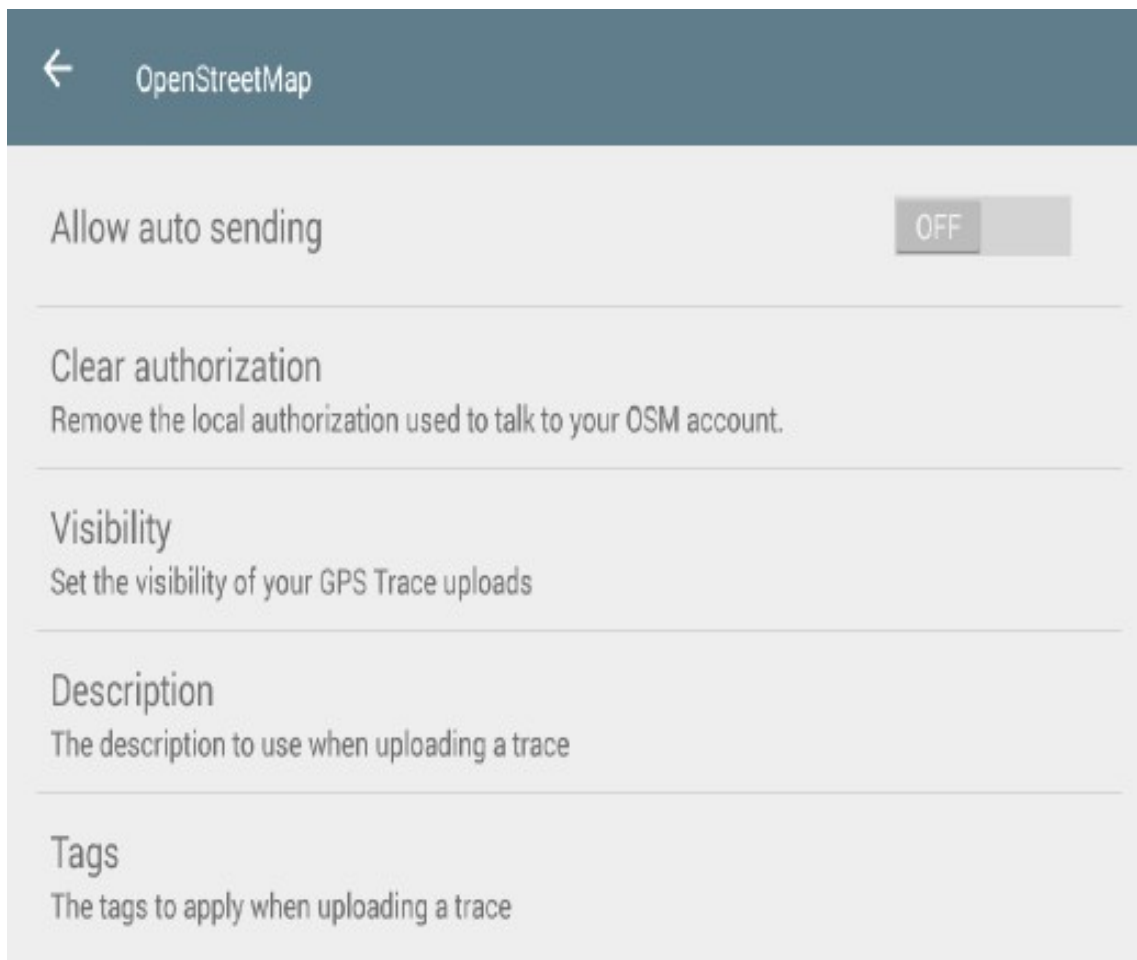 OpenStreetMap
Allow auto sending
OFF
Clear authorization
Remove the local authorization used to talk to your OSM account.
Visibility
Set the visibility of your GPS Trace uploads
Description
The description to use when uploading a trace
Tags
The tags to apply when uploading a trace